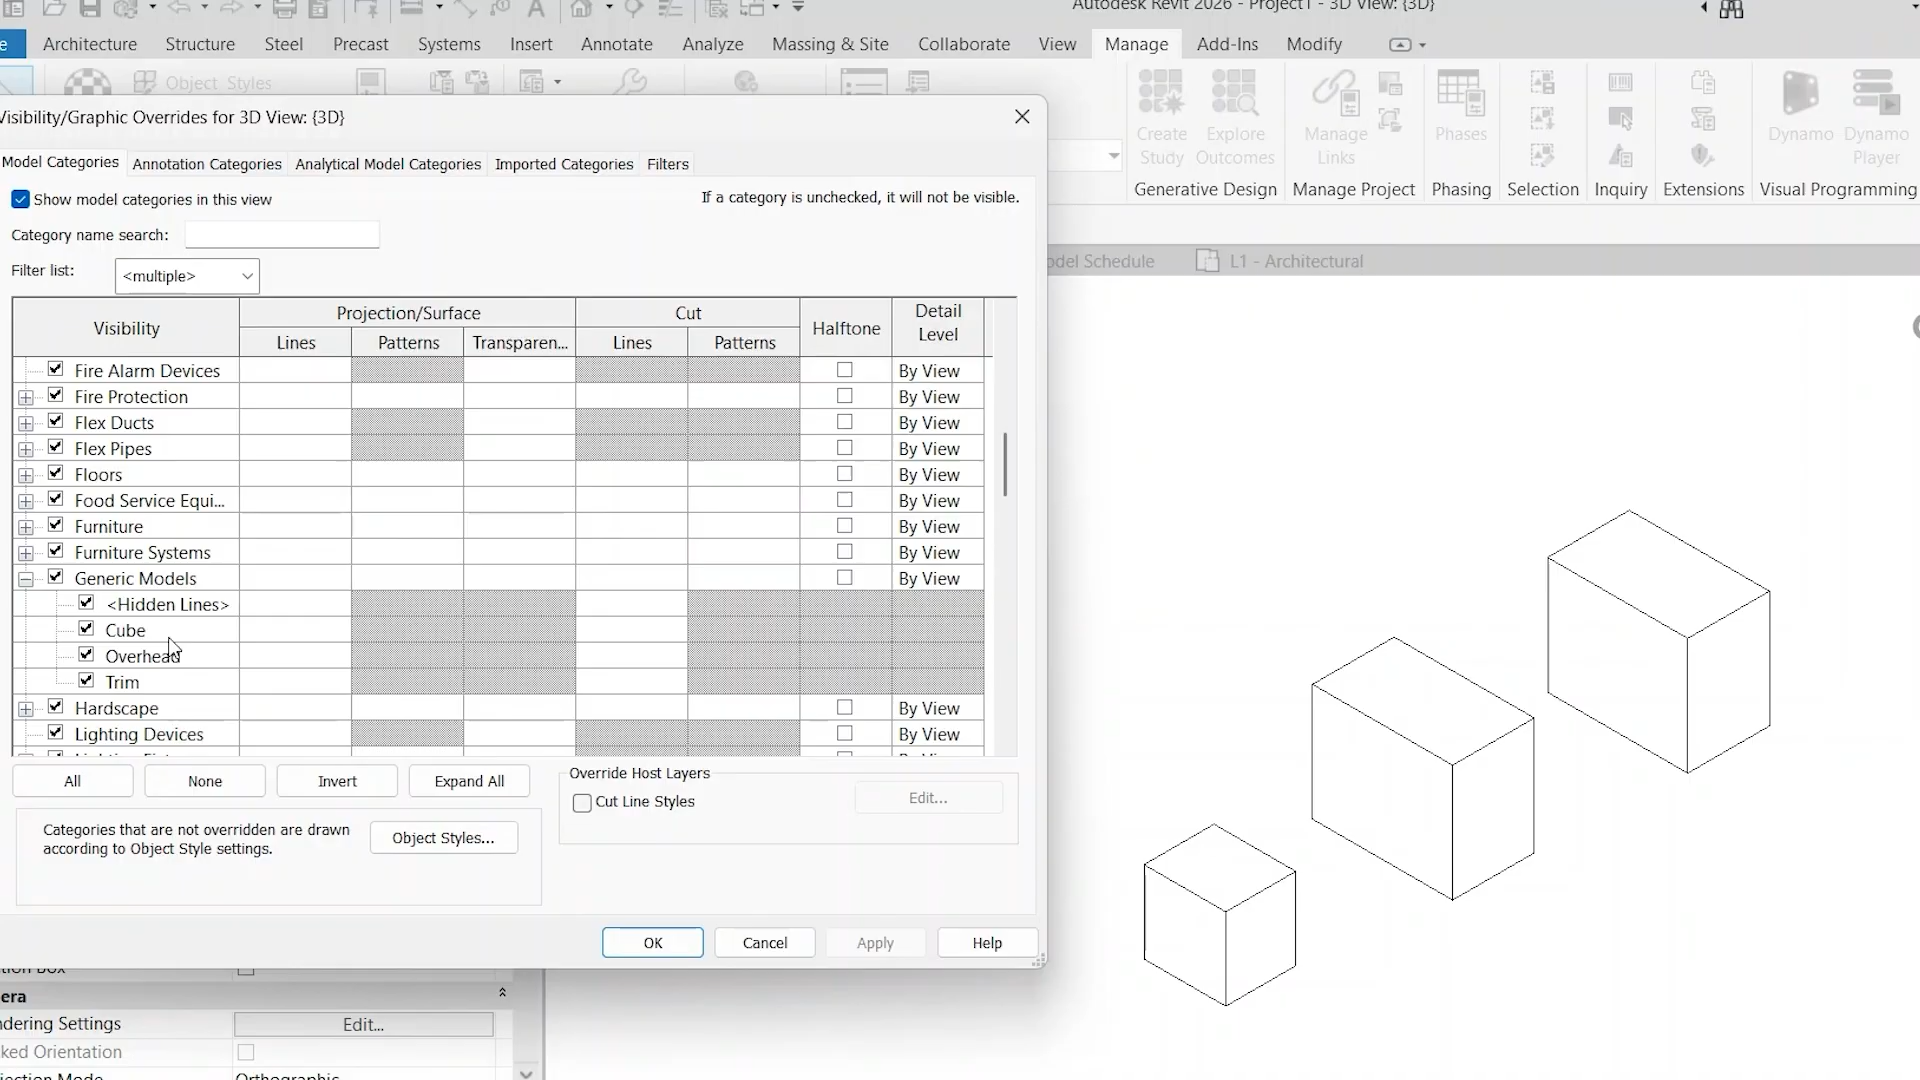 Autodesk Revit 2026 - Project1 - 3D View: {3D}
Architecture Structure Steel Precast Systems Insert Annotate Analyze Massing & Site Collaborate View Manage Add-Ins Modify
Object Styles
Create Study
Explore Outcomes
Generative Design
Manage Links
Manage Project
Phases
Phasing
Selection
Inquiry
Extensions
Dynamo
Dynamo Player
Visual Programming
Visibility/Graphic Overrides for 3D View: {3D}
Model Categories Annotation Categories Analytical Model Categories Imported Categories Filters
Show model categories in this view
If a category is unchecked, it will not be visible.
Category name search:
Filter list: <multiple>
Visibility Projection/Surface Cut Halftone Detail Level
Lines Patterns Transparen... Lines Patterns
Fire Alarm Devices By View
Fire Protection By View
Flex Ducts By View
Flex Pipes By View
Floors By View
Food Service Equi... By View
Furniture By View
Furniture Systems By View
Generic Models By View
<Hidden Lines>
Cube
Overhead
Trim
Hardscape By View
Lighting Devices By View
All None Invert Expand All
Override Host Layers
Cut Line Styles Edit...
Categories that are not overridden are drawn
according to Object Style settings.
Object Styles...
OK Cancel Apply Help
odel Schedule
L1 - Architectural
era
ndering Settings Edit...
ked Orientation
Orthographic